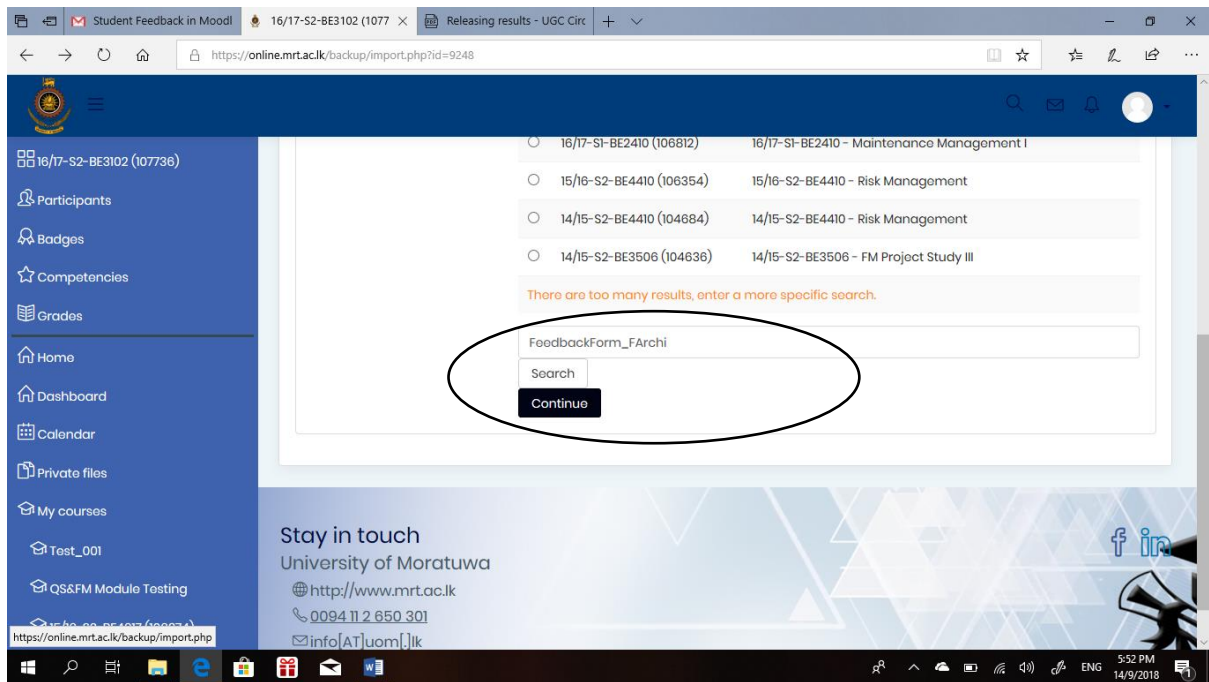 Student Feedback in Moodl
16/17-S2-BE3102 (1077
Releasing results - UGC Circ
https://online.mrt.ac.lk/backup/import.php?id=9248
16/17-S2-BE3102 (107736)
Participants
Badges
Competencies
Grades
Home
Dashboard
Calendar
Private files
My courses
Test_001
QS&FM Module Testing
16/17-S1-BE2410 (106812) 16/17-S1-BE2410 - Maintenance Management I
15/16-S2-BE4410 (106354) 15/16-S2-BE4410 - Risk Management
14/15-S2-BE4410 (104684) 14/15-S2-BE4410 - Risk Management
14/15-S2-BE3506 (104636) 14/15-S2-BE3506 - FM Project Study III
There are too many results, enter a more specific search.
FeedbackForm_FArchi
Search
Continue
Stay in touch
University of Moratuwa
http://www.mrt.ac.lk
0094 11 2 650 301
info[AT]uom[.]lk
f in
https://online.mrt.ac.lk/backup/import.php
ENG
5:52 PM
14/9/2018